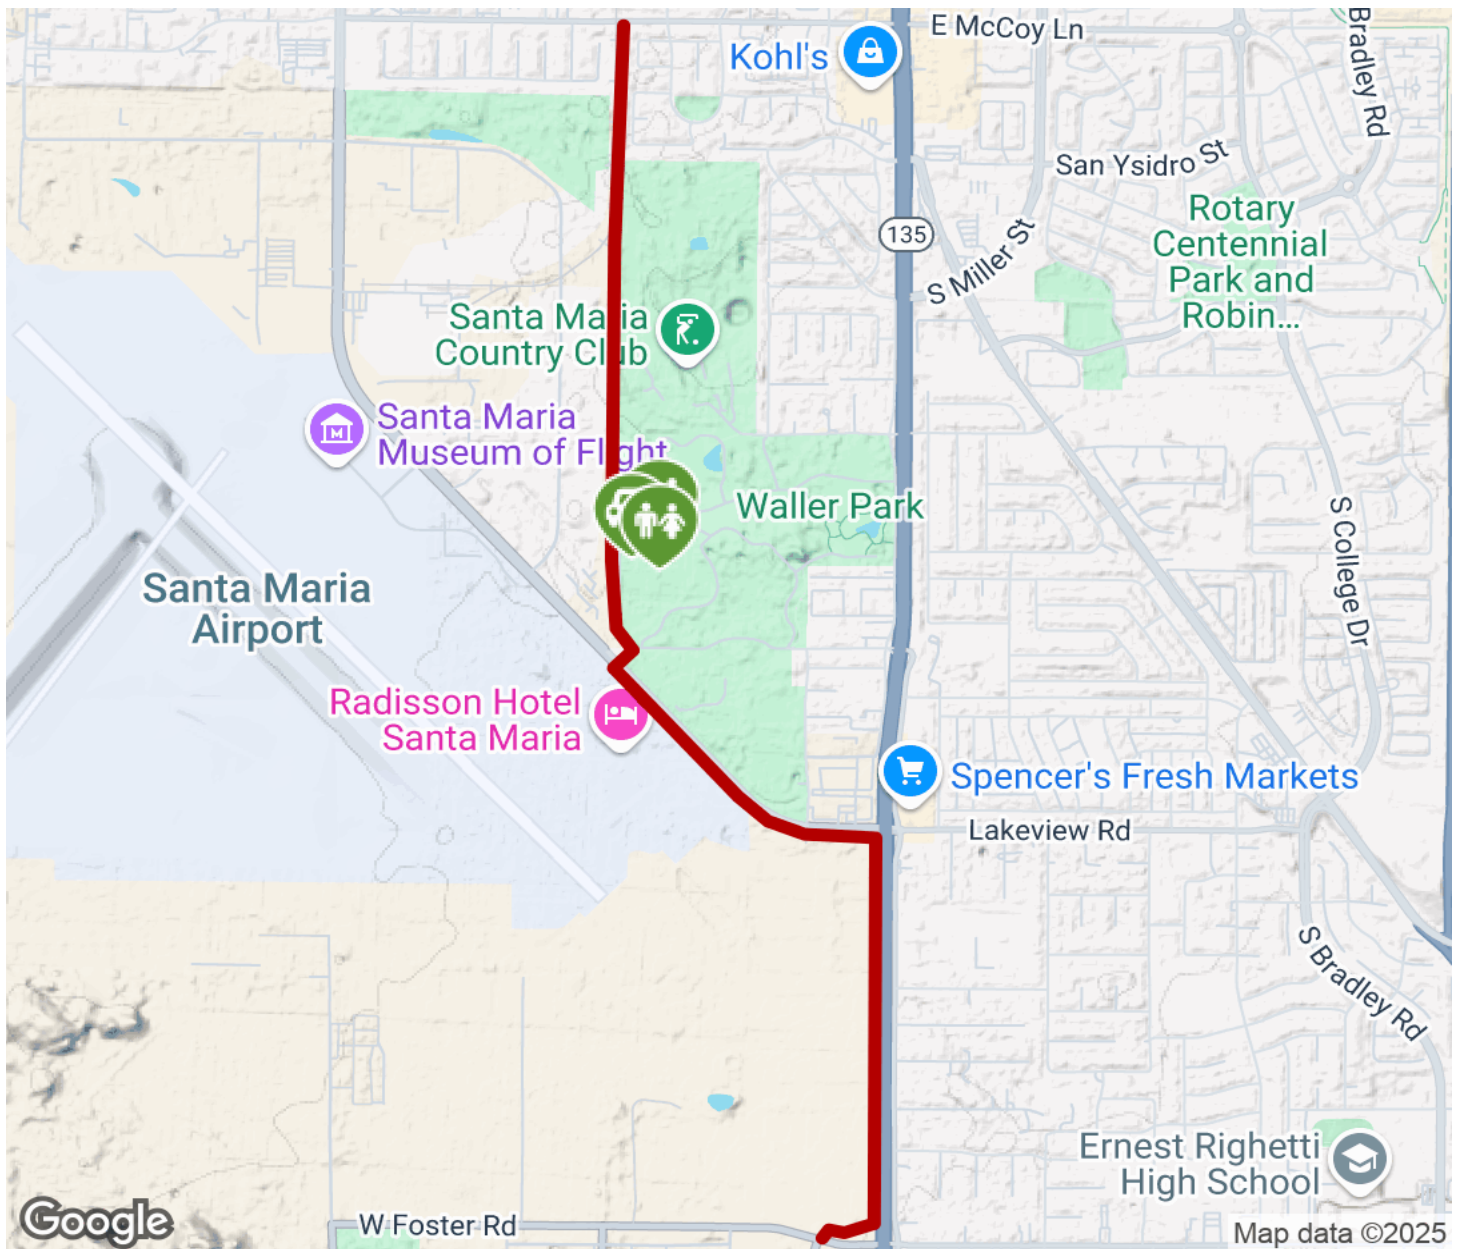 E McCoy Ln
Bradley Rd
Kohl's
San Ysidro St
135
S Miller St
Rotary
Centennial
Park and
Robin...
Santa Maria
Country Club
Santa Maria
Museum of Flight
Waller Park
S College Dr
Santa Maria
Airport
Radisson Hotel
Santa Maria
Spencer's Fresh Markets
Lakeview Rd
S Bradley Rd
Ernest Righetti
High School
W Foster Rd
Google
Map data ©2025